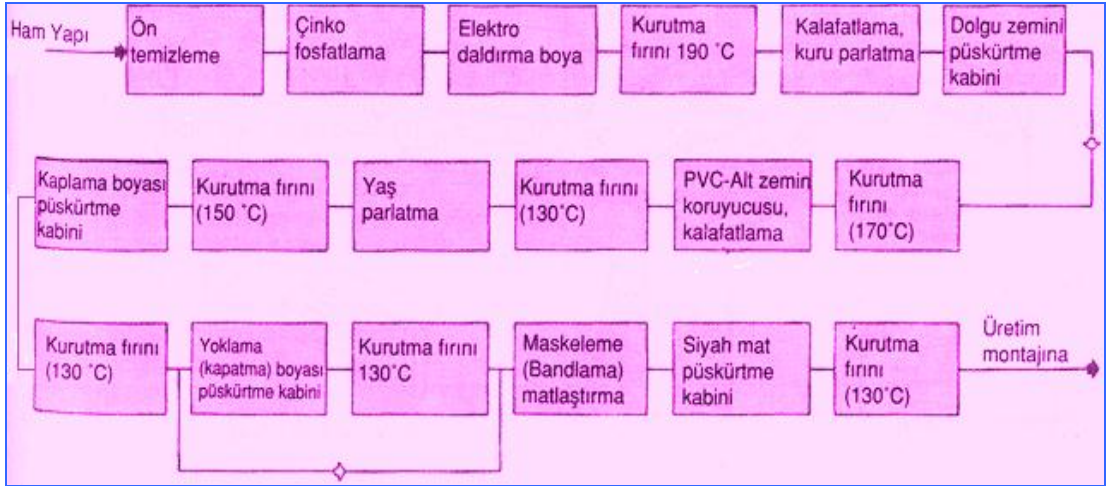 Ham Yapı
Ön
temizleme
Çinko
fosfatlama
Elektro
daldırma boya
Kurutma
fırını 190 ˚C
Kalafatlama,
kuru parlatma
Dolgu zemini
püskürtme
kabini
Kaplama boyası
püskürtme
kabini
Kurutma fırını
(150 ˚C)
Yaş
parlatma
Kurutma fırını
(130˚C)
PVC-Alt zemin
koruyucusu,
kalafatlama
Kurutma
fırını
(170˚C)
Kurutma fırını
(130 ˚C)
Yoklama
(kapatma) boyası
püskürtme kabini
Kurutma fırını
130˚C
Maskeleme
(Bandlama)
matlaştırma
Siyah mat
püskürtme
kabini
Kurutma
fırını
(130˚C)
Üretim
montajına